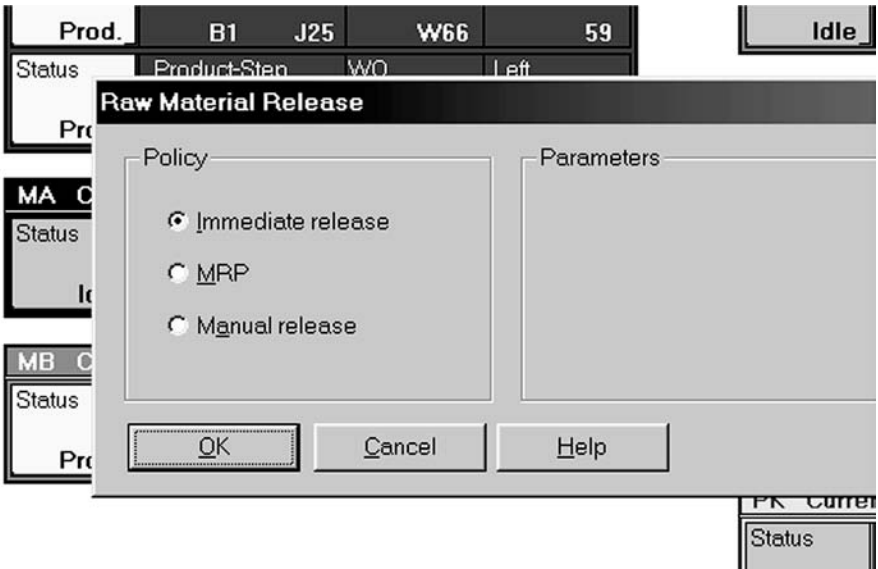 Prod. B1 J25 W66 59 Idle
Status Product-Step WO Left
Raw Material Release
Policy Parameters
MA
Status
Immediate release
MRP
Manual release
MB
Status
OK Cancel Help
PK
Status